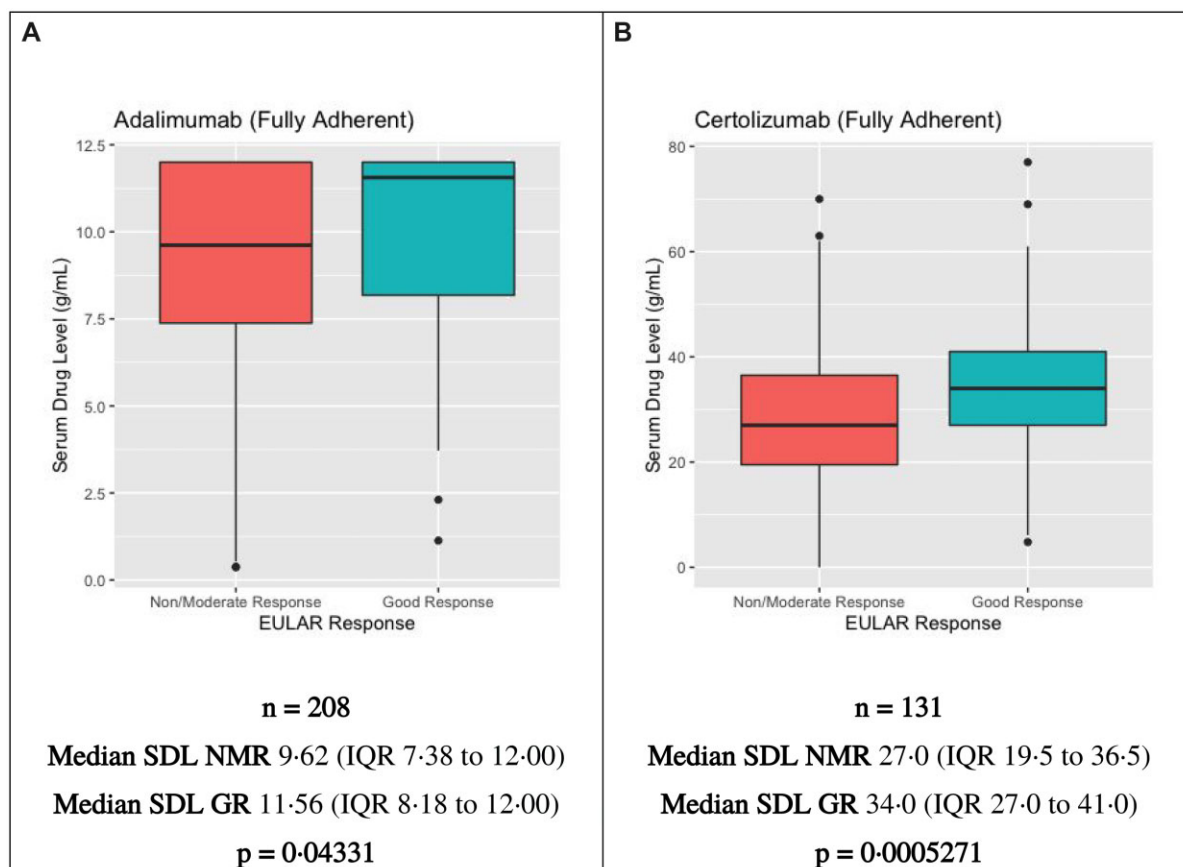 A
Adalimumab (Fully Adherent)
12.5
10.0
7.5
5.0
2.5
0.0
Serum Drug Level (g/mL)
Non/Moderate Response
Good Response
EULAR Response
n = 208
Median SDL NMR 9·62 (IQR 7·38 to 12·00)
Median SDL GR 11·56 (IQR 8·18 to 12·00)
p = 0·04331
B
Certolizumab (Fully Adherent)
80
60
40
20
0
Serum Drug Level (g/mL)
Non/Moderate Response
Good Response
EULAR Response
n = 131
Median SDL NMR 27·0 (IQR 19·5 to 36·5)
Median SDL GR 34·0 (IQR 27·0 to 41·0)
p = 0·0005271